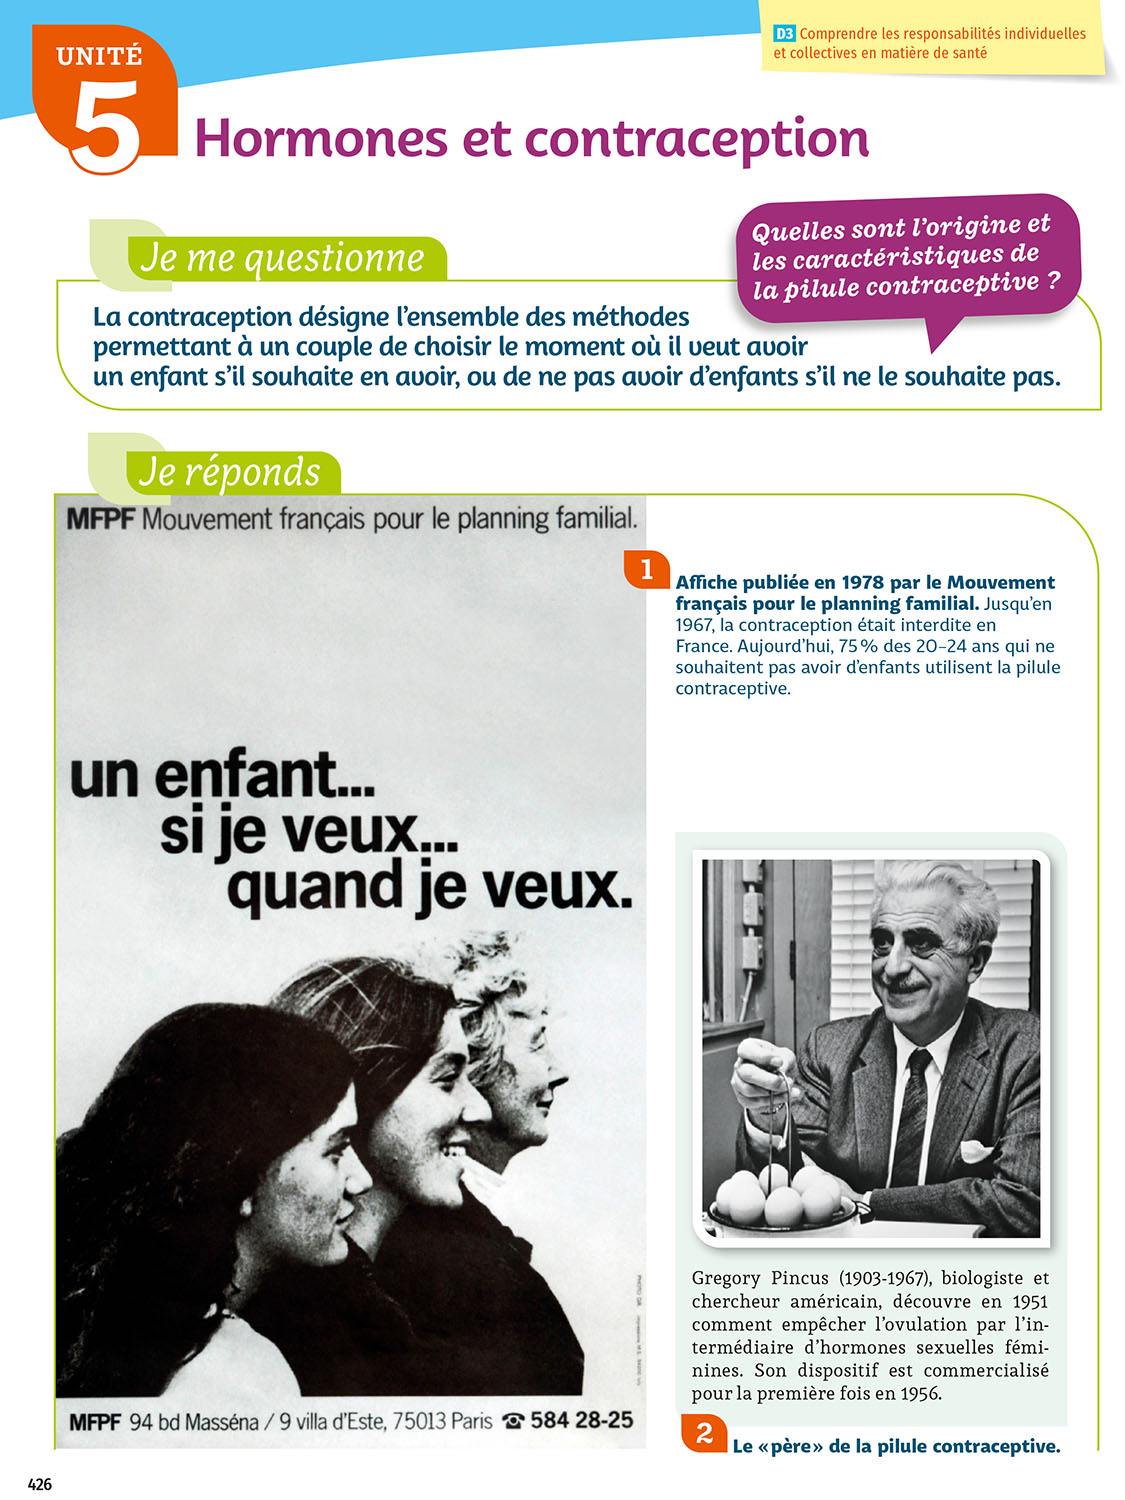 UNITÉ
5
D3 Comprendre les responsabilités individuelles
et collectives en matière de santé
Hormones et contraception
Je me questionne
Quelles sont l'origine et
les caractéristiques de
la pilule contraceptive ?
La contraception désigne l'ensemble des méthodes
permettant à un couple de choisir le moment où il veut avoir
un enfant s'il souhaite en avoir, ou de ne pas avoir d'enfants s'il ne le souhaite pas.
Je réponds
MFPF Mouvement français pour le planning familial.
un enfant...
si je veux...
quand je veux.
MFPF 94 bd Masséna / 9 villa d'Este, 75013 Paris ☎ 584 28-25
1
Affiche publiée en 1978 par le Mouvement
français pour le planning familial. Jusqu'en
1967, la contraception était interdite en
France. Aujourd'hui, 75 % des 20-24 ans qui ne
souhaitent pas avoir d'enfants utilisent la pilule
contraceptive.
Gregory Pincus (1903-1967), biologiste et
chercheur américain, découvre en 1951
comment empêcher l'ovulation par l'in-
termédiaire d'hormones sexuelles fémi-
nines. Son dispositif est commercialisé
pour la première fois en 1956.
2
Le «père» de la pilule contraceptive.
426